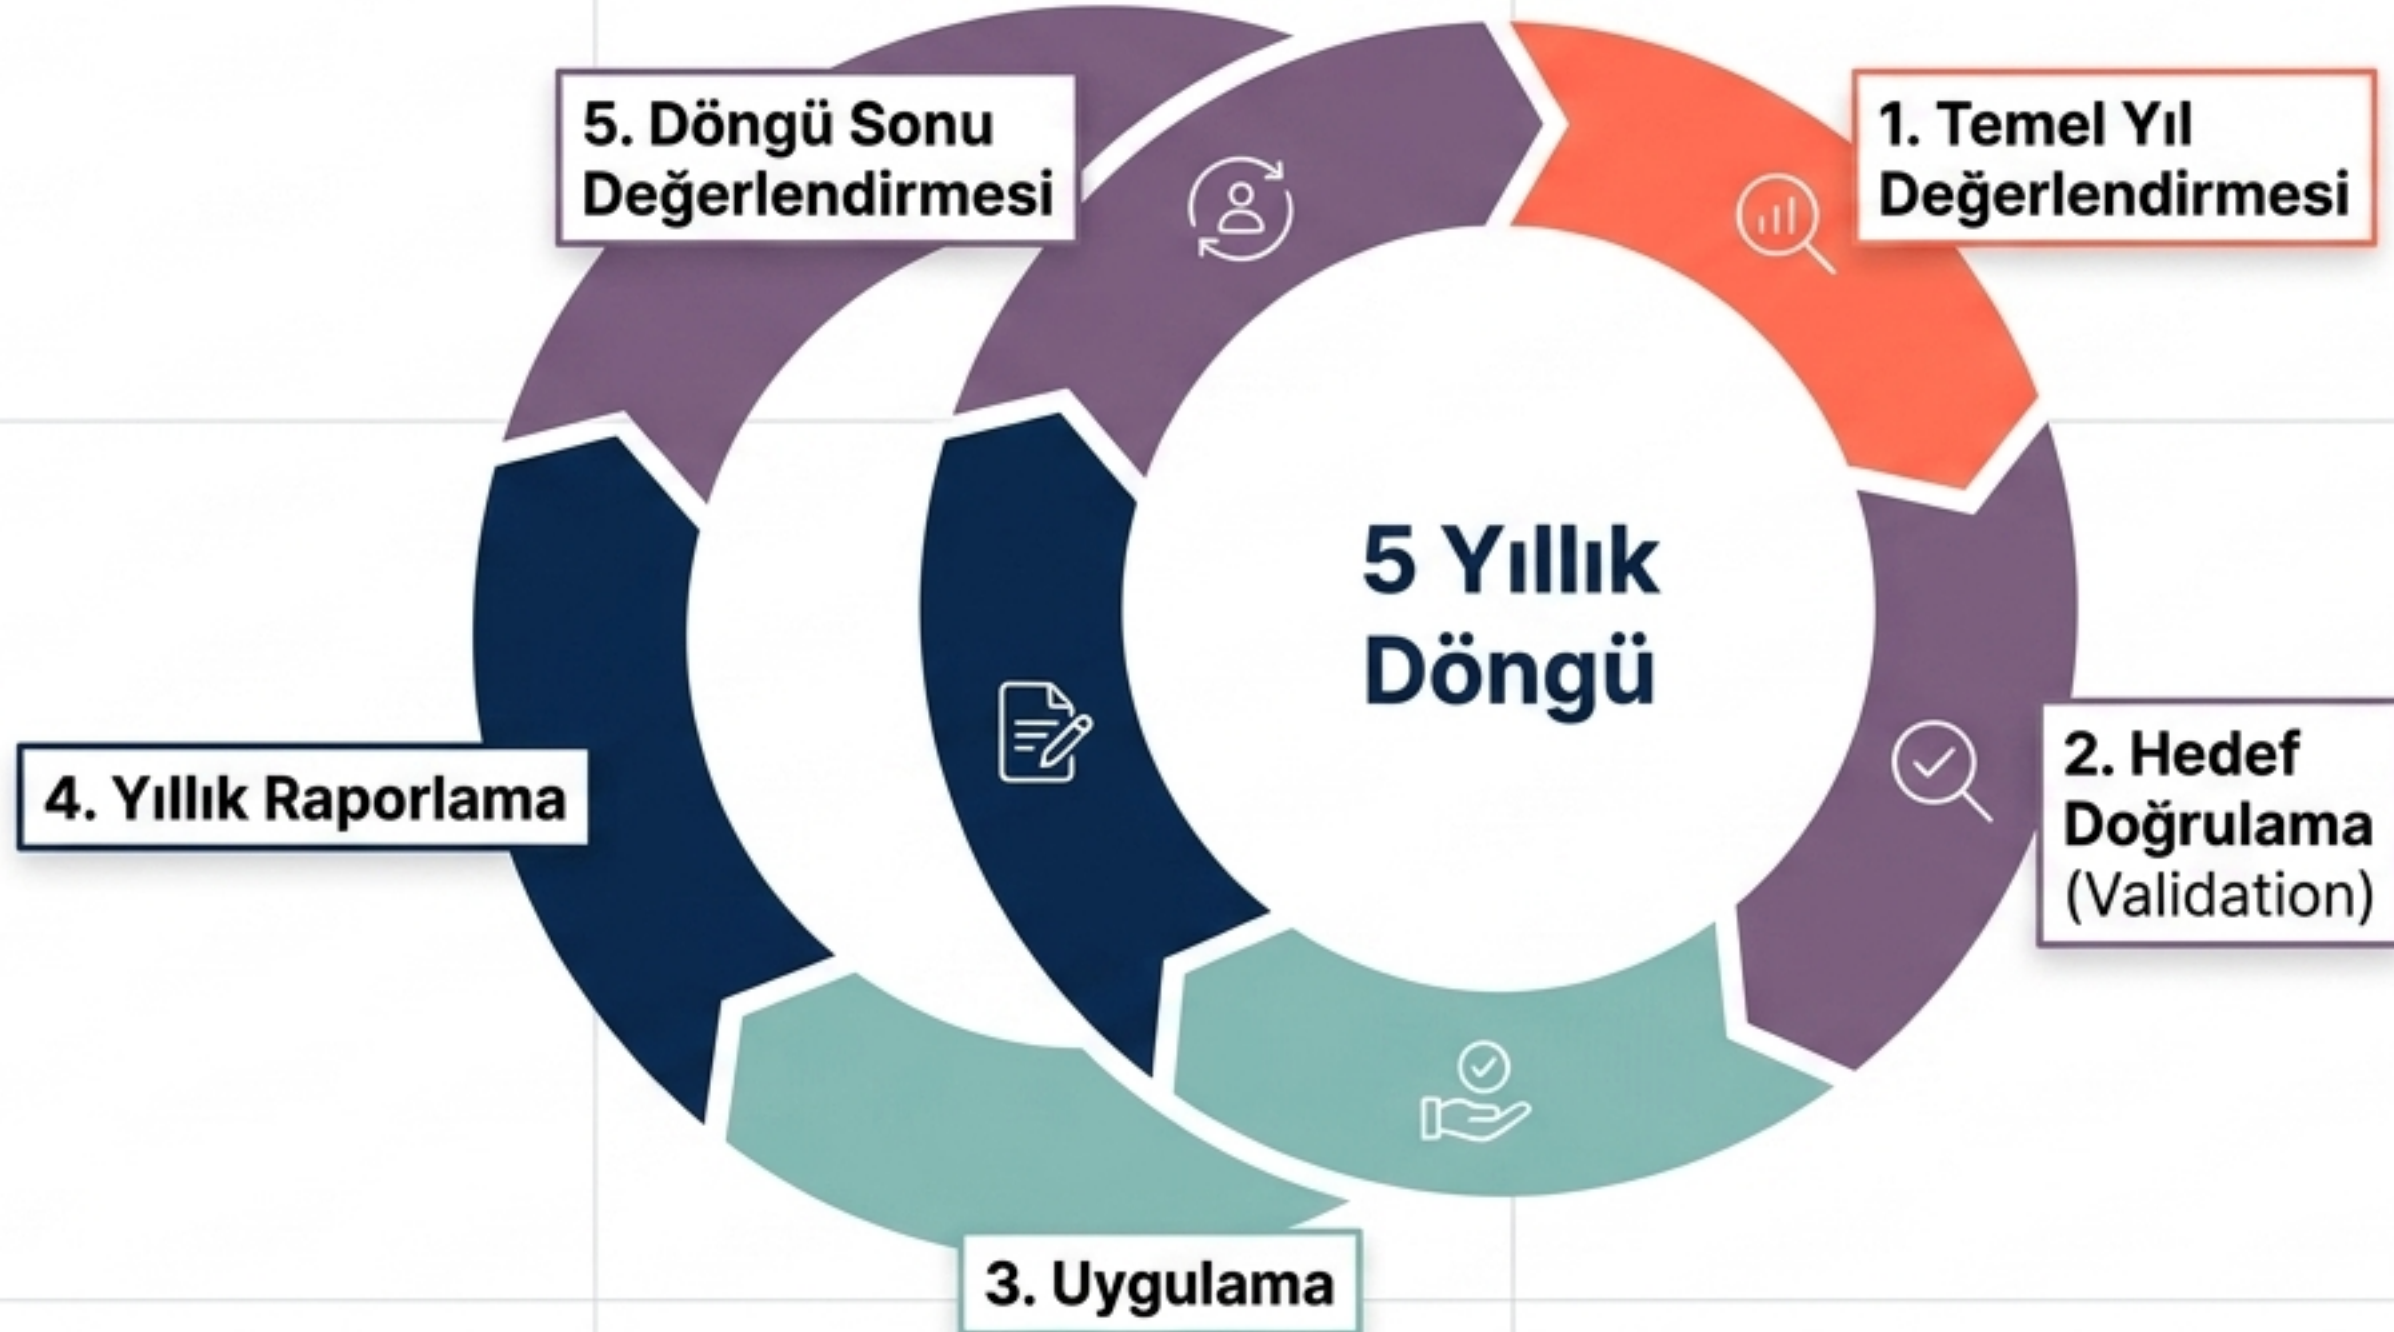 5. Döngü Sonu
Değerlendirmesi
1. Temel Yıl
Değerlendirmesi
5 Yıllık
Döngü
2. Hedef
Doğrulama
(Validation)
4. Yıllık Raporlama
3. Uygulama